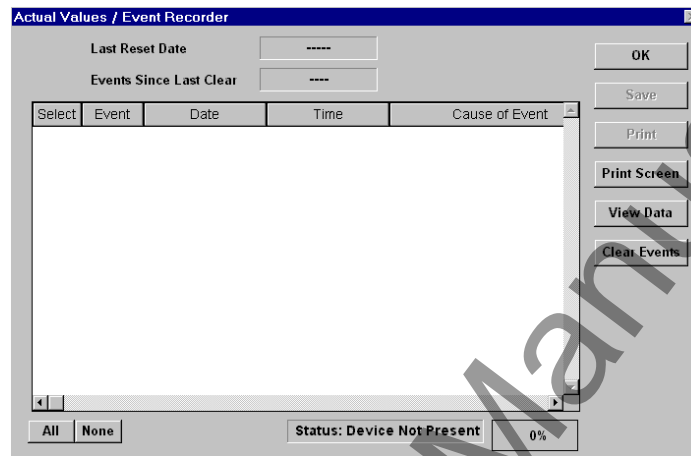 Actual Values / Event Recorder
Last Reset Date -----
Events Since Last Clear ----
Select Event Date Time Cause of Event
OK
Save
Print
Print Screen
View Data
Clear Events
All None Status: Device Not Present 0%